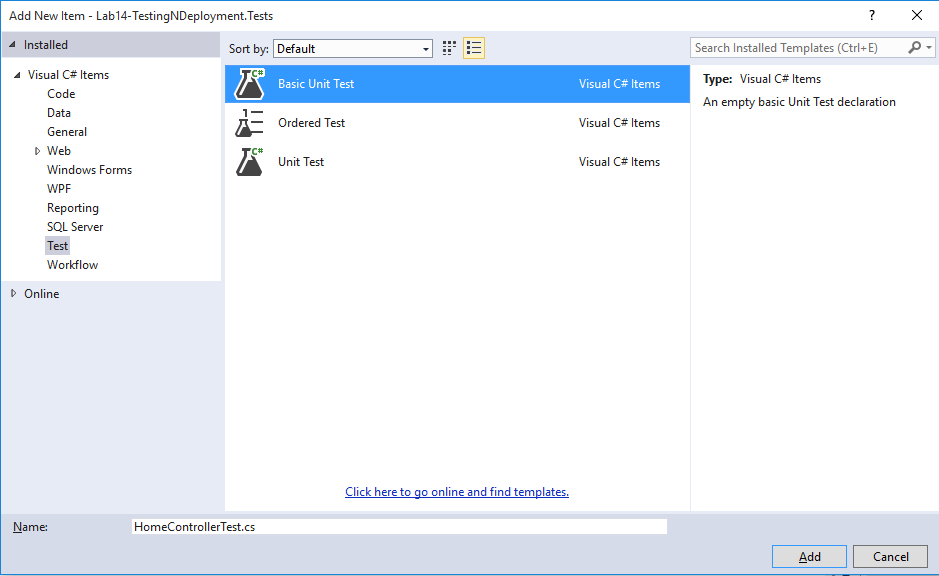 Add New Item - Lab14-TestingNDeployment.Tests
?
Installed
Sort by: Default
Search Installed Templates (Ctrl+E)
Visual C# Items
Code
Data
General
Web
Windows Forms
WPF
Reporting
SQL Server
Test
Workflow
Online
C# Basic Unit Test Visual C# Items
1 Ordered Test Visual C# Items
C# Unit Test Visual C# Items
Type: Visual C# Items
An empty basic Unit Test declaration
Click here to go online and find templates.
Name: HomeControllerTest.cs
Add Cancel